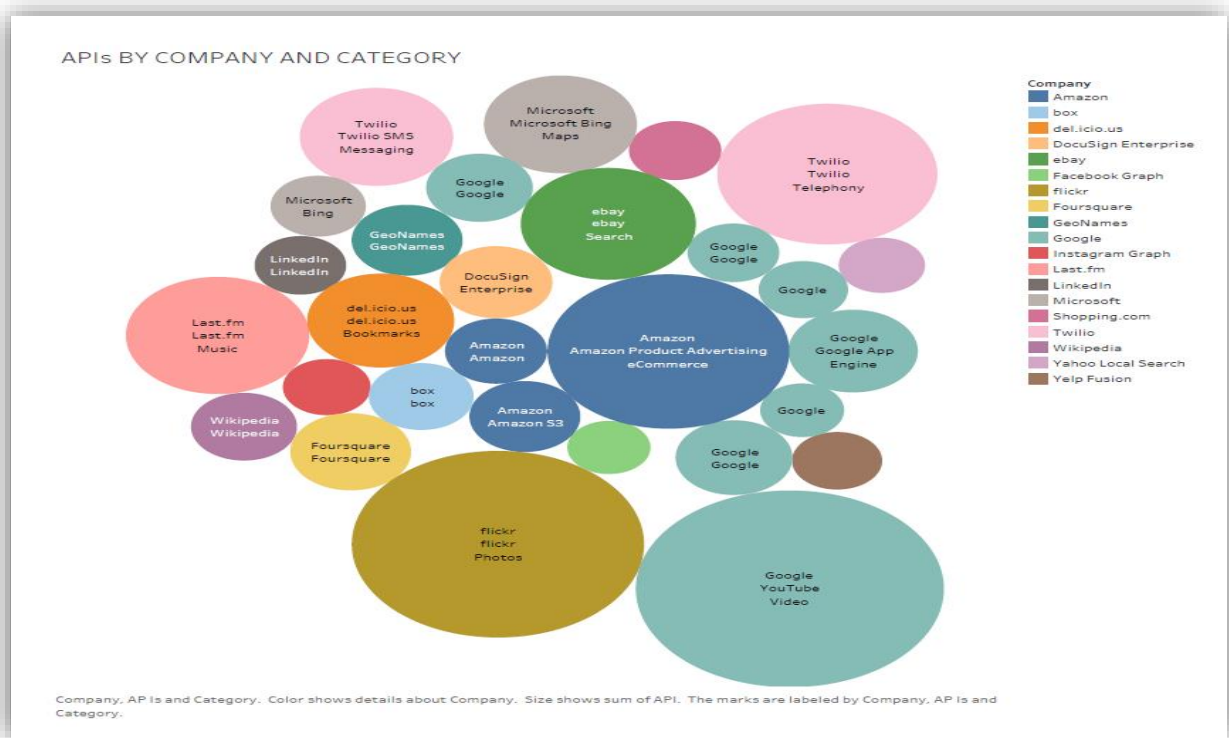 APIs BY COMPANY AND CATEGORY
Twilio
Twilio SMS
Messaging
Microsoft
Microsoft Bing
Maps
Twilio
Twilio
Telephony
Google
Google
Microsoft
Bing
ebay
ebay
Search
GeoNames
GeoNames
Google
Google
LinkedIn
LinkedIn
DocuSign
Enterprise
Google
Last.fm
Last.fm
Music
del.icio.us
del.icio.us
Bookmarks
Amazon
Amazon
Amazon
Amazon Product Advertising
eCommerce
Google
Google App
Engine
box
box
Amazon
Amazon S3
Google
Wikipedia
Wikipedia
Foursquare
Foursquare
Google
Google
flickr
flickr
Photos
Google
YouTube
Video
Company
Amazon
box
del.icio.us
DocuSign Enterprise
ebay
Facebook Graph
flickr
Foursquare
GeoNames
Google
Instagram Graph
Last.fm
LinkedIn
Microsoft
Shopping.com
Twilio
Wikipedia
Yahoo Local Search
Yelp Fusion
Company, AP Is and Category. Color shows details about Company. Size shows sum of API. The marks are labeled by Company, AP Is and
Category.